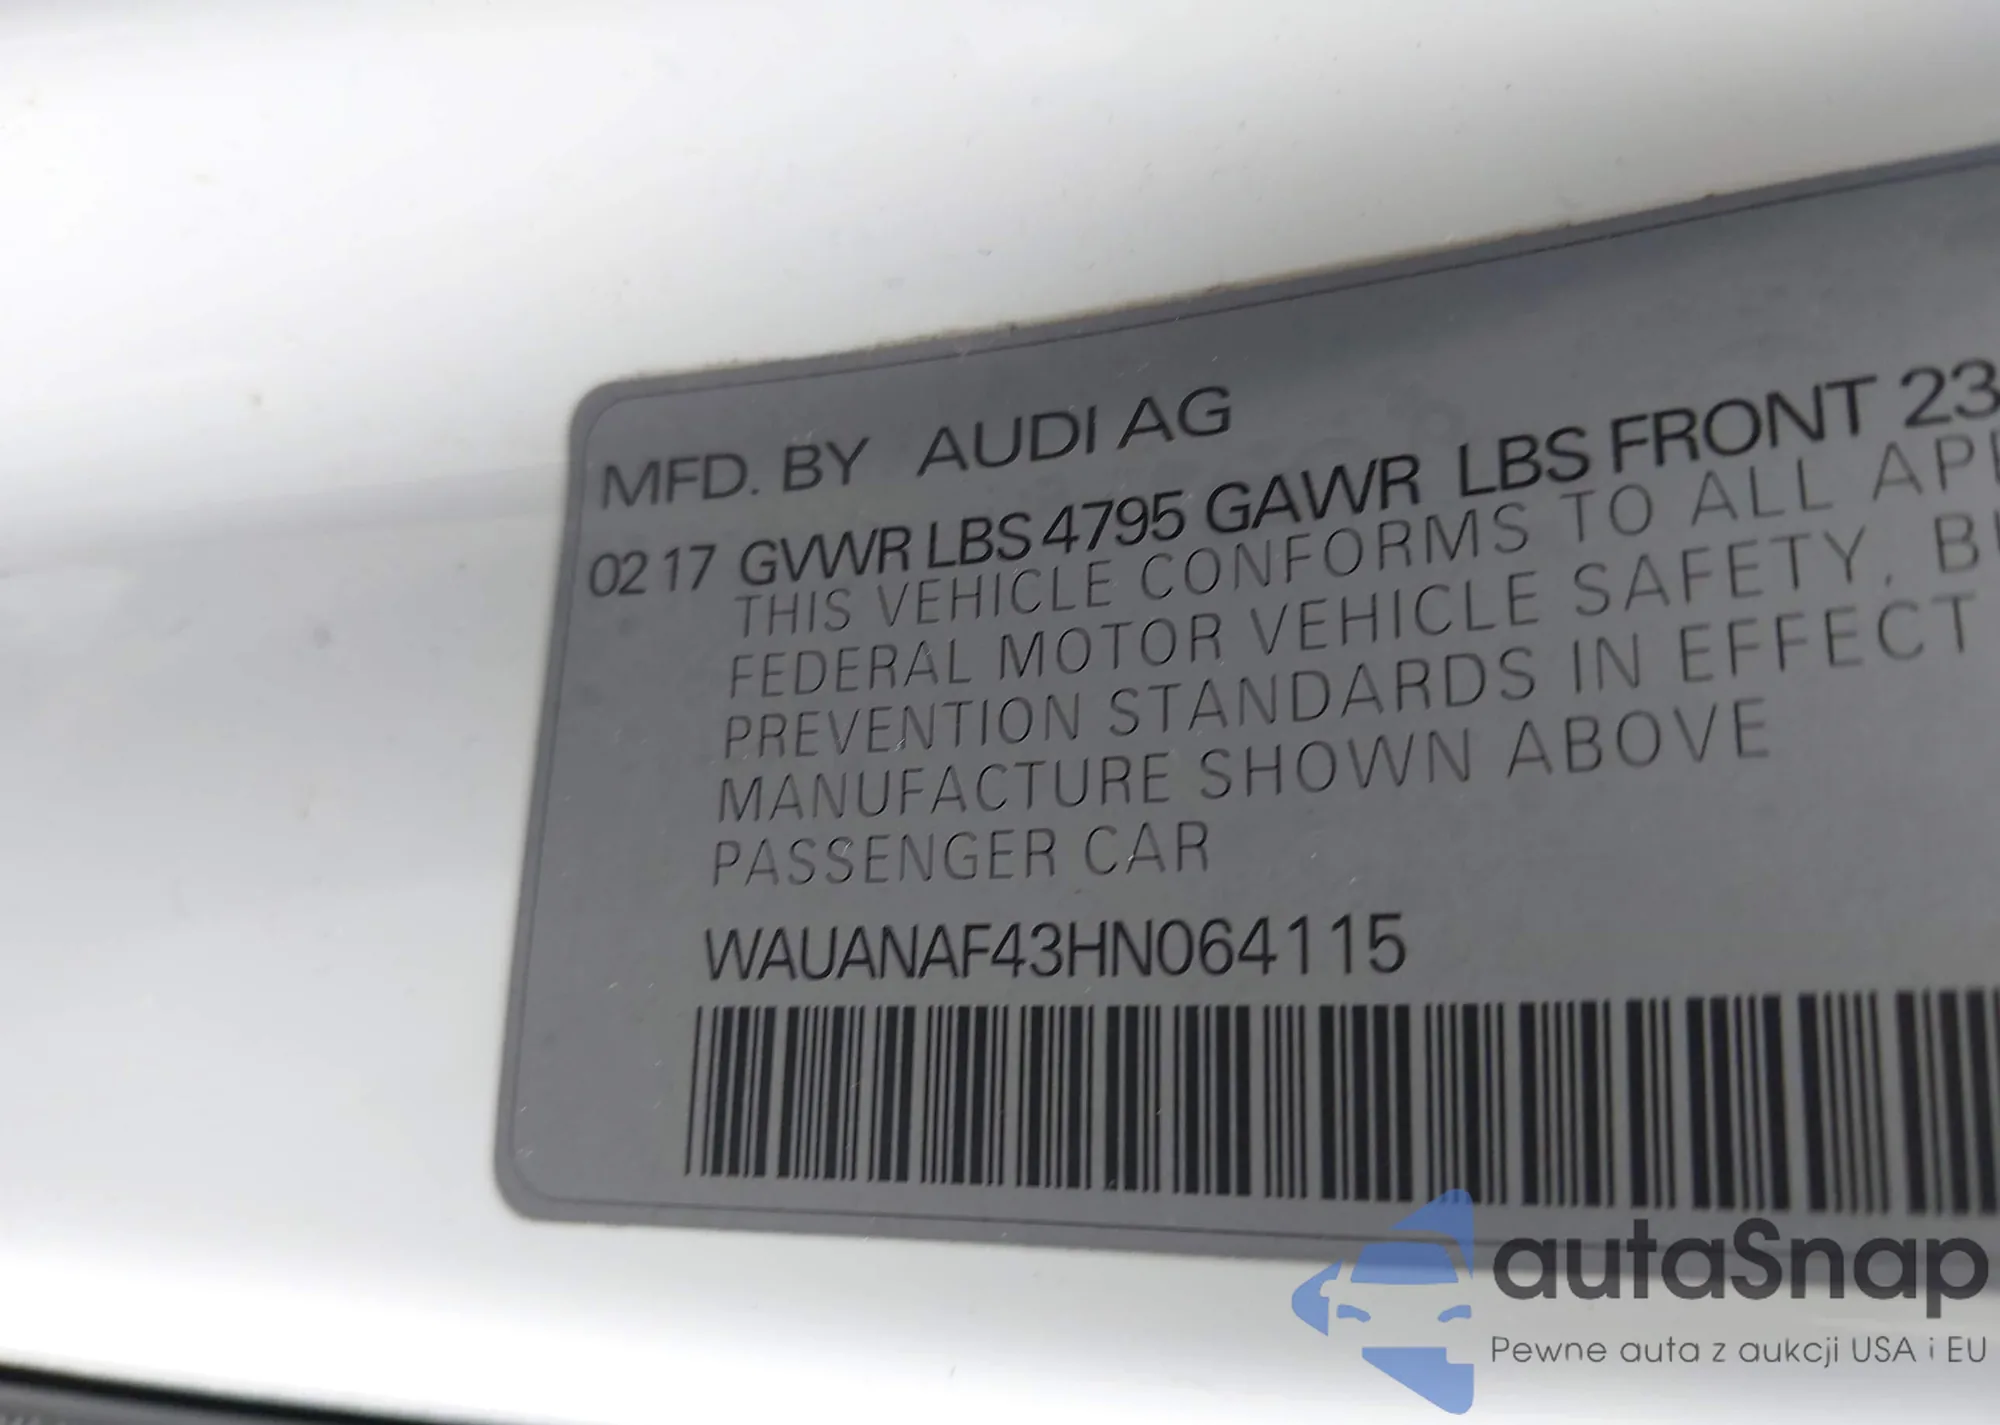 MFD. BY AUDI AG
02 17 GVWR LBS 4795 GAWR LBS FRONT 23
THIS VEHICLE CONFORMS TO ALL
FEDERAL MOTOR VEHICLE SAFETY,
PREVENTION STANDARDS IN EFFECT
MANUFACTURE SHOWN ABOVE
PASSENGER CAR
WAUANAF43HN064115
autaSnap
Pewne auta z aukcji USA i EU